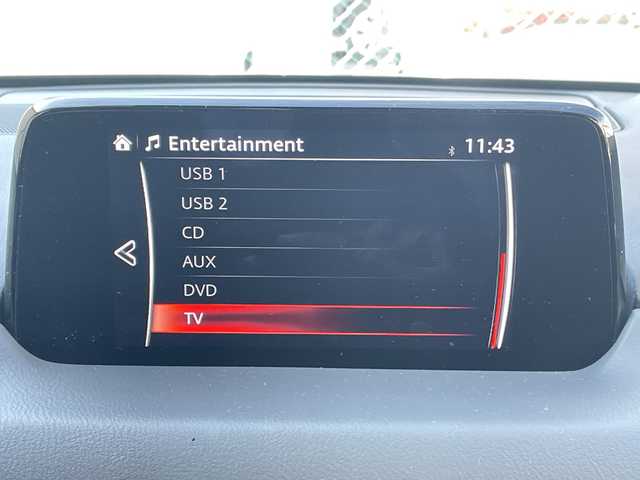 Entertainment 11:43
USB 1
USB 2
CD
AUX
DVD
TV